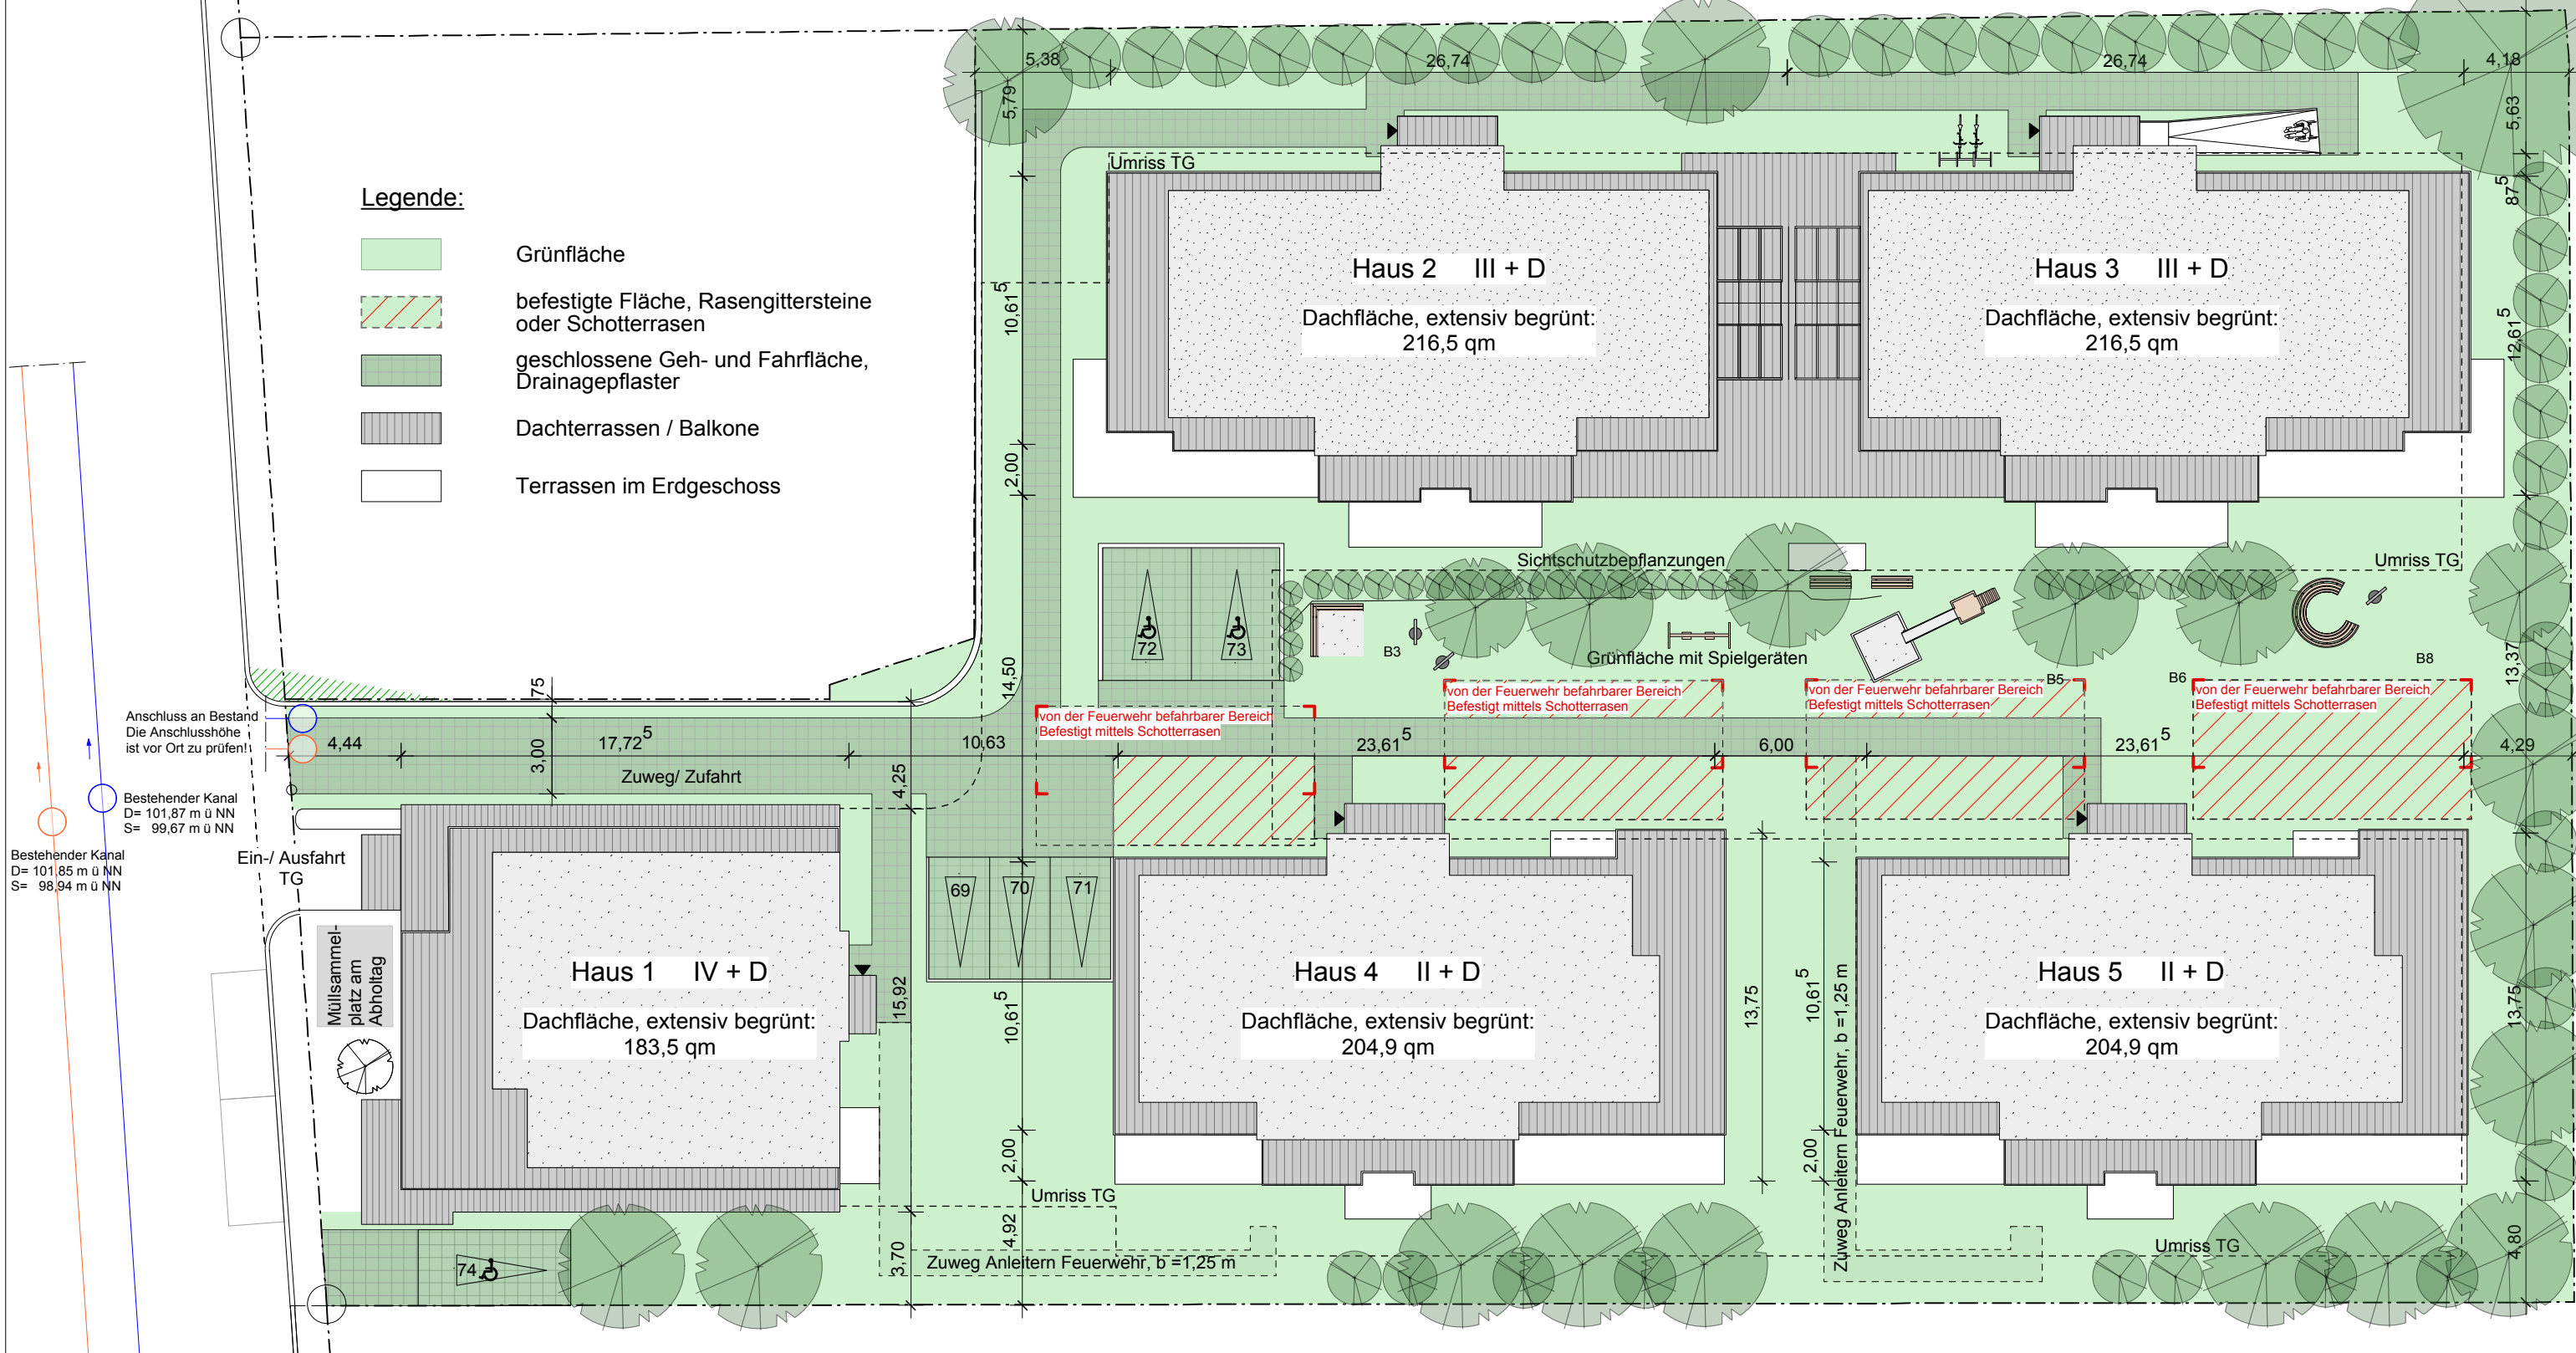 5,38
26,74
26,74
4,18
5,79
5,63
Umriss TG
87⁵
Legende:
Grünfläche
befestigte Fläche, Rasengittersteine
oder Schotterrasen
geschlossene Geh- und Fahrfläche,
Drainagepflaster
Dachterrassen / Balkone
Terrassen im Erdgeschoss
10,61⁵
2,00
Haus 2 III + D
Dachfläche, extensiv begrünt:
216,5 qm
Haus 3 III + D
Dachfläche, extensiv begrünt:
216,5 qm
12,61⁵
Sichtschutzbepflanzungen
Umriss TG
72
73
B3
Grünfläche mit Spielgeräten
B5
B6
B8
13,37
14,50
75
von der Feuerwehr befahrbarer Bereich
Befestigt mittels Schotterrasen
von der Feuerwehr befahrbarer Bereich
Befestigt mittels Schotterrasen
von der Feuerwehr befahrbarer Bereich
Befestigt mittels Schotterrasen
von der Feuerwehr befahrbarer Bereich
Befestigt mittels Schotterrasen
Anschluss an Bestand
Die Anschlusshöhe
ist vor Ort zu prüfen!
4,44
17,72⁵
10,63
23,61⁵
6,00
23,61⁵
4,29
3,00
Zuweg/ Zufahrt
4,25
Bestehender Kanal
D= 101,87 m ü NN
S= 99,67 m ü NN
Bestehender Kanal
D= 101,85 m ü NN
S= 98,94 m ü NN
Ein-/ Ausfahrt
TG
69
70
71
Müllsammel-
platz am
Abholtag
Haus 1 IV + D
Dachfläche, extensiv begrünt:
183,5 qm
15,92
10,61⁵
Haus 4 II + D
Dachfläche, extensiv begrünt:
204,9 qm
13,75
10,61⁵
Zuweg Anleitern Feuerwehr, b =1,25 m
Haus 5 II + D
Dachfläche, extensiv begrünt:
204,9 qm
13,75
2,00
2,00
Umriss TG
4,92
3,70
Zuweg Anleitern Feuerwehr, b =1,25 m
Umriss TG
4,80
74